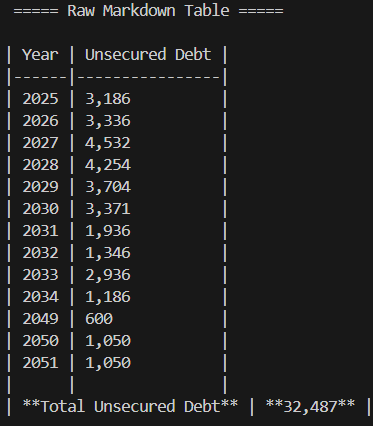 ===== Raw Markdown Table =====
| Year | Unsecured Debt |
|------|----------------|
| 2025 | 3,186          |
| 2026 | 3,336          |
| 2027 | 4,532          |
| 2028 | 4,254          |
| 2029 | 3,704          |
| 2030 | 3,371          |
| 2031 | 1,936          |
| 2032 | 1,346          |
| 2033 | 2,936          |
| 2034 | 1,186          |
| 2049 | 600            |
| 2050 | 1,050          |
| 2051 | 1,050          |
|      |                |
| **Total Unsecured Debt** | **32,487** |